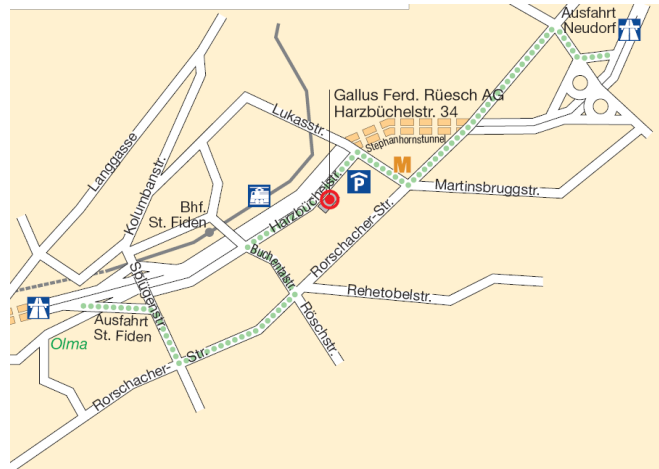 Ausfahrt
Neudorf
Gallus Ferd. Rüesch AG
Harzbüchelstr. 34
Lukasstr.
Stephanhornstunnel
M
Langgasse
Kolumbanstr.
P
Martinsbruggstr.
Harzbüchelstr.
Bhf.
St. Fiden
Rorschacher-Str.
Buchentalstr.
Splügenstr.
Rehetobelstr.
Röschstr.
Ausfahrt
St. Fiden
Olma
Rorschacher-
Str.